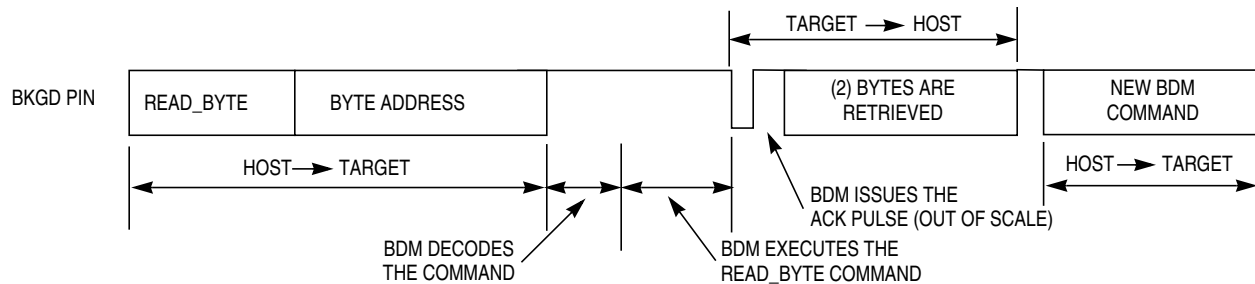 TARGET → HOST
BKGD PIN
READ_BYTE
BYTE ADDRESS
(2) BYTES ARE
RETRIEVED
NEW BDM
COMMAND
HOST → TARGET
HOST → TARGET
BDM ISSUES THE
ACK PULSE (OUT OF SCALE)
BDM DECODES
THE COMMAND
BDM EXECUTES THE
READ_BYTE COMMAND